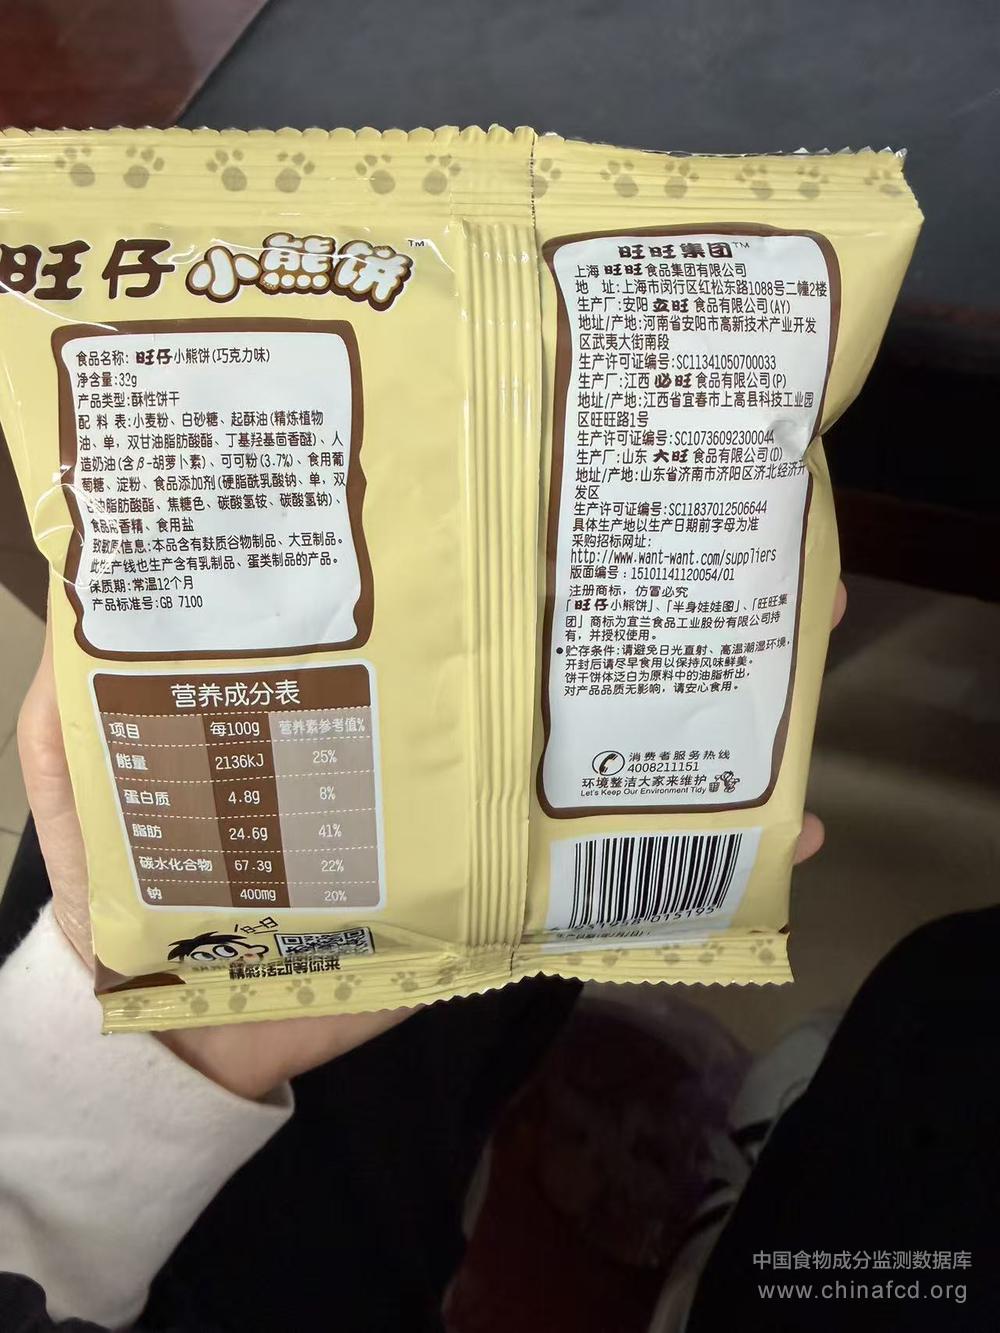 旺仔小熊饼™
食品名称:旺仔小熊饼(巧克力味)
净含量:32g
产品类型:酥性饼干
配 料 表:小麦粉、白砂糖、起酥油(精炼植物
油、单，双甘油脂肪酸酯、丁基羟基茴香醚)、人
造奶油(含β-胡萝卜素)、可可粉(3.7%)、食用葡
萄糖、淀粉、食品添加剂(硬脂酰乳酸钠、单，双
甘油脂肪酸酯、焦糖色、碳酸氢铵、碳酸氢钠)、
食品用香精、食用盐
致敏原信息:本品含有麸质谷物制品、大豆制品。
此生产线也生产含有乳制品、蛋类制品的产品。
保质期:常温12个月
产品标准号:GB 7100
营养成分表
项目 每100g 营养素参考值%
能量 2136kJ 25%
蛋白质 4.8g 8%
脂肪 24.6g 41%
碳水化合物 67.3g 22%
钠 400mg 20%
精彩活动等你来
旺旺集团™
上海旺旺食品集团有限公司
地 址:上海市闵行区红松东路1088号二幢2楼
生产厂:安阳立旺食品有限公司(AY)
地址/产地:河南省安阳市高新技术产业开发
区武夷大街南段
生产许可证编号:SC11341050700033
生产厂:江西必旺食品有限公司(P)
地址/产地:江西省宜春市上高县科技工业园
区旺旺路1号
生产许可证编号:SC10736092300044
生产厂:山东大旺食品有限公司(D)
地址/产地:山东省济南市济阳区济北经济开
发区
生产许可证编号:SC11837012506644
具体生产地以生产日期前字母为准
采购招标网址:
http://www.want-want.com/suppliers
版面编号:15101141120054/01
注册商标，仿冒必究
「旺仔小熊饼」、「半身娃娃图」、「旺旺集
团」商标为宜兰食品工业股份有限公司持
有，并授权使用。
●贮存条件:请避免日光直射、高温潮湿环境，
开封后请尽早食用以保持风味鲜美。
饼干饼体泛白为原料中的油脂析出，
对产品品质无影响，请安心食用。
消费者服务热线
4008211151
环境整洁大家来维护
Let's Keep Our Environment Tidy
中国食物成分监测数据库
www.chinafcd.org